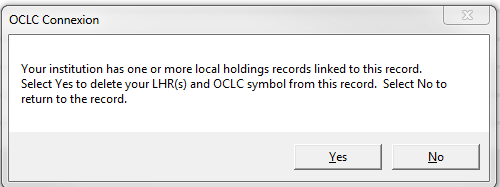 OCLC Connexion
Your institution has one or more local holdings records linked to this record.
Select Yes to delete your LHR(s) and OCLC symbol from this record.  Select No to
return to the record.
Yes
No